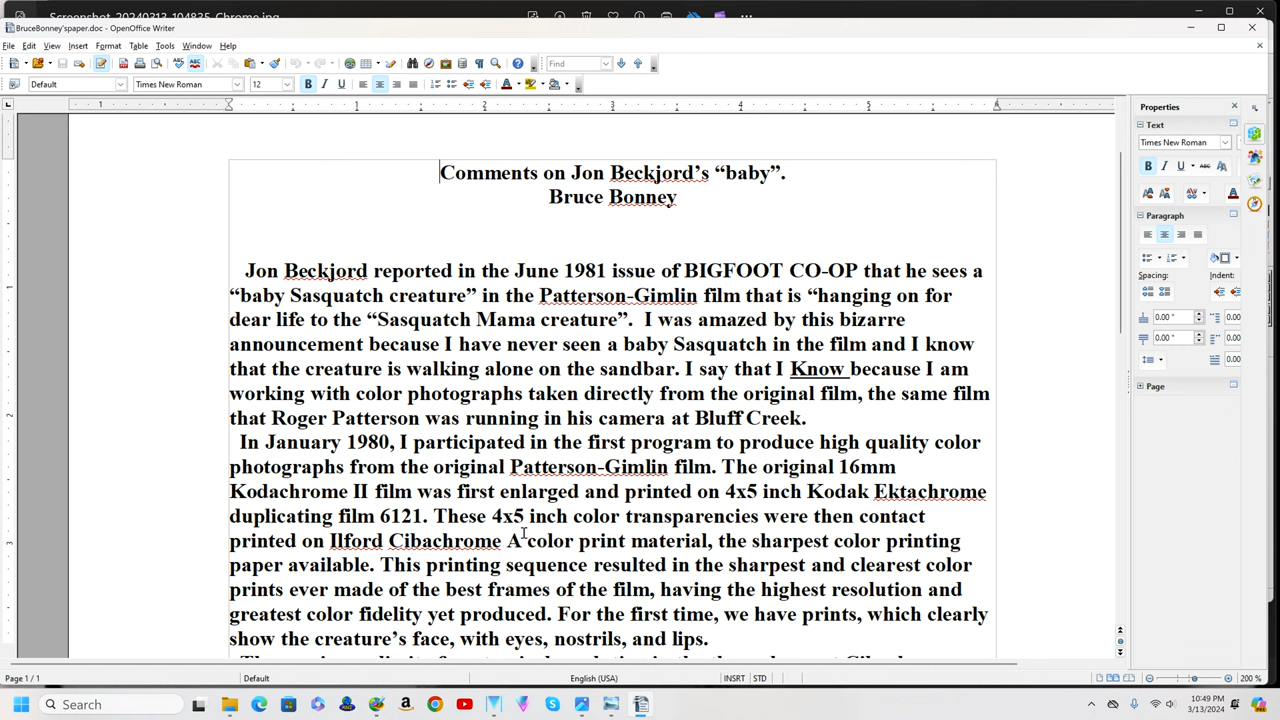 Screenshot_20240313_104835_Chrome.jpg
BruceBonney'spaper.doc - OpenOffice Writer
File Edit View Insert Format Table Tools Window Help
Find
Default Times New Roman 12
1 1 2 3 4 5 6
Properties
Text
Times New Roman
Paragraph
Spacing: Indent:
0.00 " 0.00
0.00 " 0.00
0.00
Page
Comments on Jon Beckjord’s “baby”.
Bruce Bonney
Jon Beckjord reported in the June 1981 issue of BIGFOOT CO-OP that he sees a
“baby Sasquatch creature” in the Patterson-Gimlin film that is “hanging on for
dear life to the “Sasquatch Mama creature”. I was amazed by this bizarre
announcement because I have never seen a baby Sasquatch in the film and I know
that the creature is walking alone on the sandbar. I say that I Know because I am
working with color photographs taken directly from the original film, the same film
that Roger Patterson was running in his camera at Bluff Creek.
In January 1980, I participated in the first program to produce high quality color
photographs from the original Patterson-Gimlin film. The original 16mm
Kodachrome II film was first enlarged and printed on 4x5 inch Kodak Ektachrome
duplicating film 6121. These 4x5 inch color transparencies were then contact
printed on Ilford Cibachrome A color print material, the sharpest color printing
paper available. This printing sequence resulted in the sharpest and clearest color
prints ever made of the best frames of the film, having the highest resolution and
greatest color fidelity yet produced. For the first time, we have prints, which clearly
show the creature’s face, with eyes, nostrils, and lips.
Page 1 / 1 Default English (USA) INSRT STD 200 %
Search
10:49 PM
3/13/2024